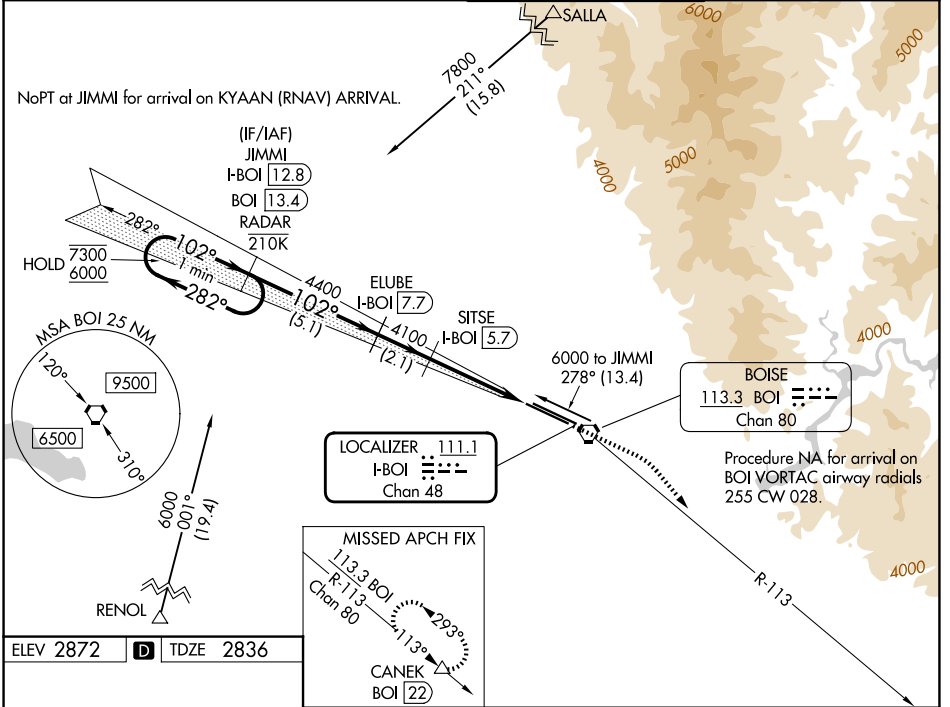 SALLA
6000
5000
7800
211°
(15.8)
NoPT at JIMMI for arrival on KYAAN (RNAV) ARRIVAL.
4000
5000
(IF/IAF)
JIMMI
I-BOI 12.8
BOI 13.4
RADAR
210K
282°
102°
HOLD 7300
6000
1 min
282°
4400
102°
(5.1)
ELUBE
I-BOI 7.7
4100
(2.1)
SITSE
I-BOI 5.7
4000
6000 to JIMMI
278° (13.4)
BOISE
113.3 BOI
Chan 80
MSA BOI 25 NM
120°
9500
6500
310°
LOCALIZER 111.1
I-BOI
Chan 48
Procedure NA for arrival on
BOI VORTAC airway radials
255 CW 028.
6000
001°
(19.4)
RENOL
MISSED APCH FIX
113.3 BOI
R-113
Chan 80
293°
113°
CANEK
BOI 22
R-113
4000
ELEV 2872 D TDZE 2836